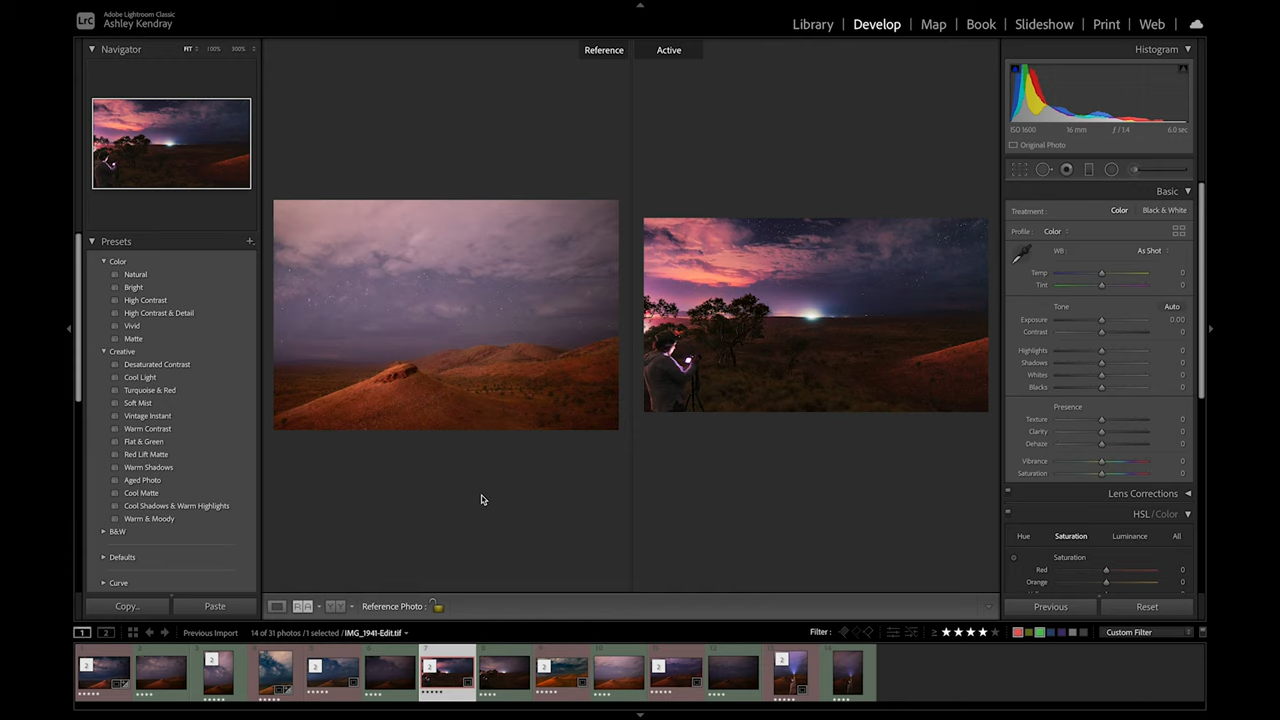 LrC
Adobe Lightroom Classic
Ashley Kendray
Library | Develop | Map | Book | Slideshow | Print | Web
Navigator FIT 100% 300%
Reference
Active
Histogram
ISO 1600 16 mm ƒ / 1.4 6.0 sec
Original Photo
Basic
Treatment : Color Black & White
Profile : Color
WB : As Shot
Temp 0
Tint 0
Tone Auto
Exposure 0.00
Contrast 0
Highlights 0
Shadows 0
Whites 0
Blacks 0
Presence
Texture 0
Clarity 0
Dehaze 0
Vibrance 0
Saturation 0
Lens Corrections
HSL / Color
Hue Saturation Luminance All
Saturation
Red 0
Orange 0
Previous Reset
Presets +
Color
Natural
Bright
High Contrast
High Contrast & Detail
Vivid
Matte
Creative
Desaturated Contrast
Cool Light
Turquoise & Red
Soft Mist
Vintage Instant
Warm Contrast
Flat & Green
Red Lift Matte
Warm Shadows
Aged Photo
Cool Matte
Cool Shadows & Warm Highlights
Warm & Moody
B&W
Defaults
Curve
Copy... Paste
R A Y Y Reference Photo :
1 2 Previous Import 14 of 31 photos / 1 selected / IMG_1941-Edit.tif Filter : ≥ ★★★★★ Custom Filter